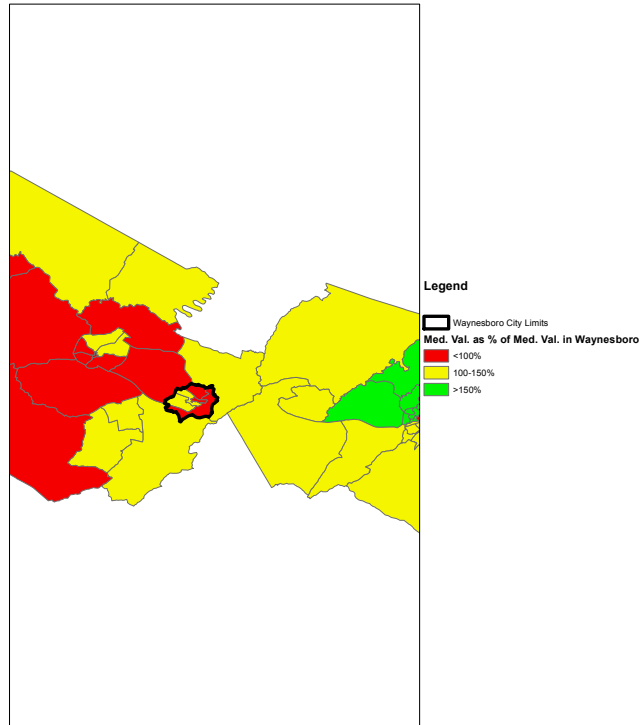 Legend
Waynesboro City Limits
Med. Val. as % of Med. Val. in Waynesboro
<100%
100-150%
>150%